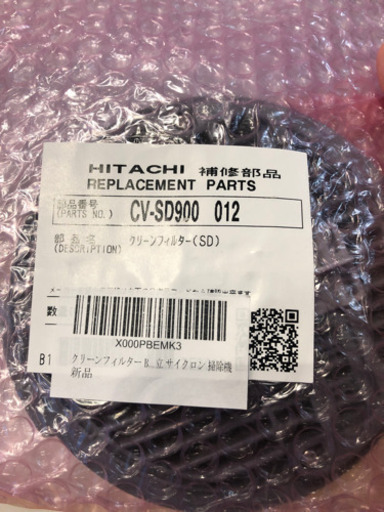 HITACHI 補修部品
REPLACEMENT PARTS
部品番号 CV-SD900 012
(PARTS NO.)
部品名 クリーンフィルター(SD)
(DESCRIPTION)
数量
X000PBEMK3
B1
クリーンフィルター B...立 サイクロン 掃除機
新品